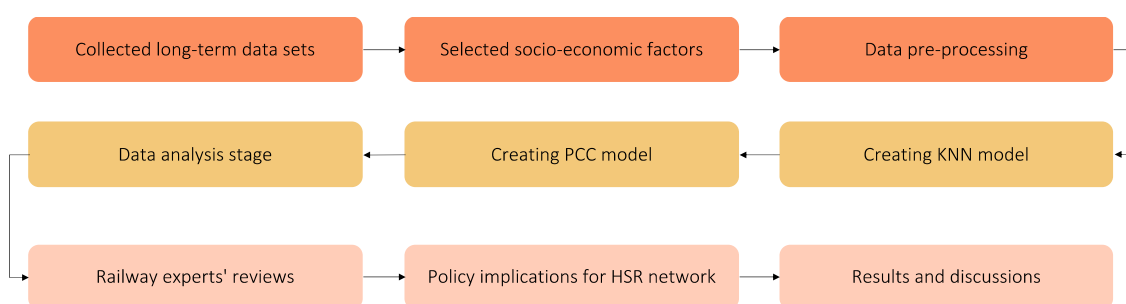 Collected long-term data sets
Selected socio-economic factors
Data pre-processing
Data analysis stage
Creating PCC model
Creating KNN model
Railway experts' reviews
Policy implications for HSR network
Results and discussions